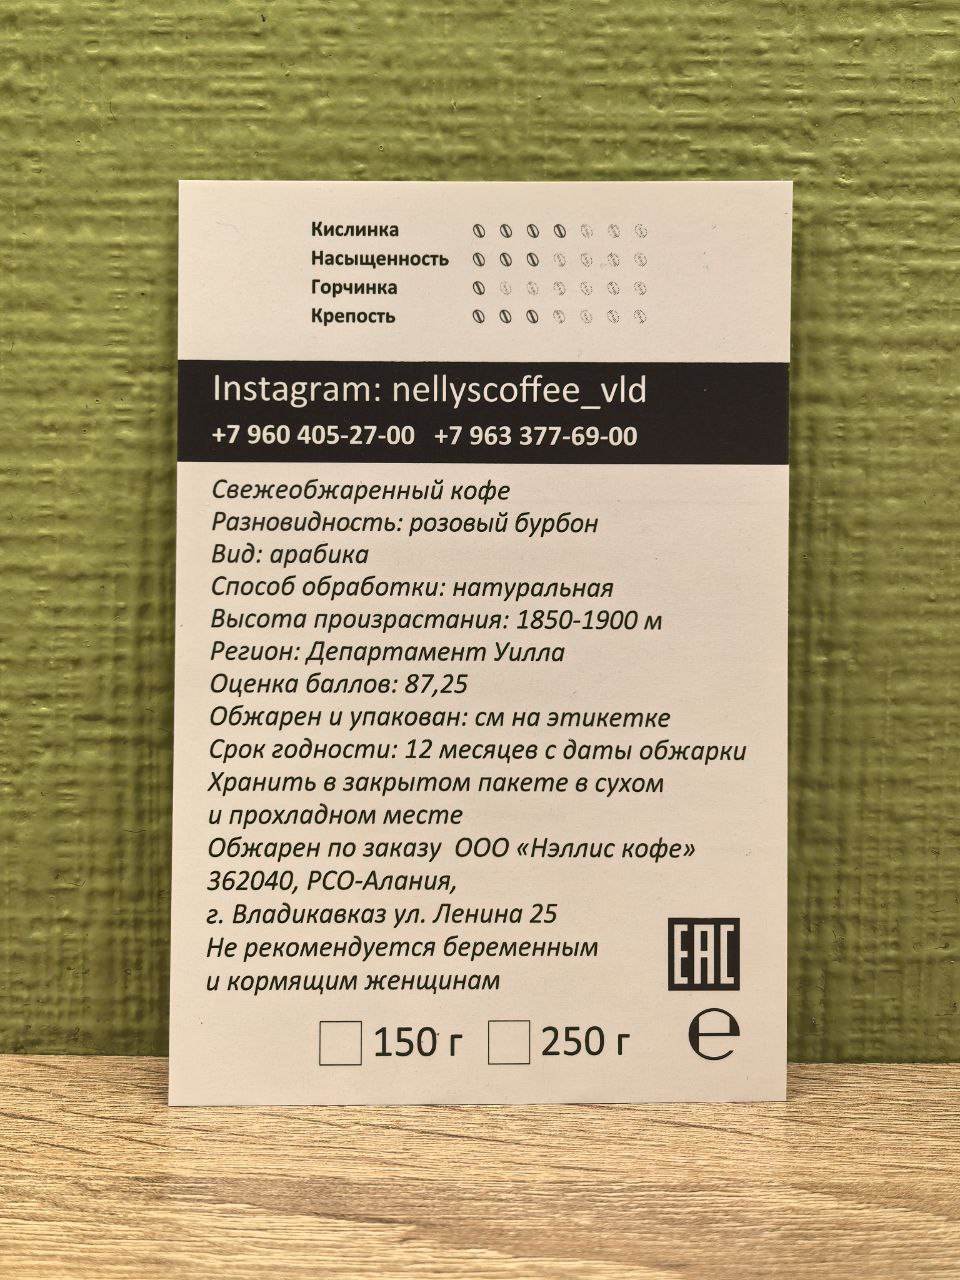 Кислинка
Насыщенность
Горчинка
Крепость
Instagram: nellyscoffee_vld
+7 960 405-27-00 +7 963 377-69-00
Свежеобжаренный кофе
Разновидность: розовый бурбон
Вид: арабика
Способ обработки: натуральная
Высота произрастания: 1850-1900 м
Регион: Департамент Уилла
Оценка баллов: 87,25
Обжарен и упакован: см на этикетке
Срок годности: 12 месяцев с даты обжарки
Хранить в закрытом пакете в сухом
и прохладном месте
Обжарен по заказу ООО «Нэллис кофе»
362040, РСО-Алания,
г. Владикавказ ул. Ленина 25
Не рекомендуется беременным
и кормящим женщинам
EAC
150 г 250 г ℮